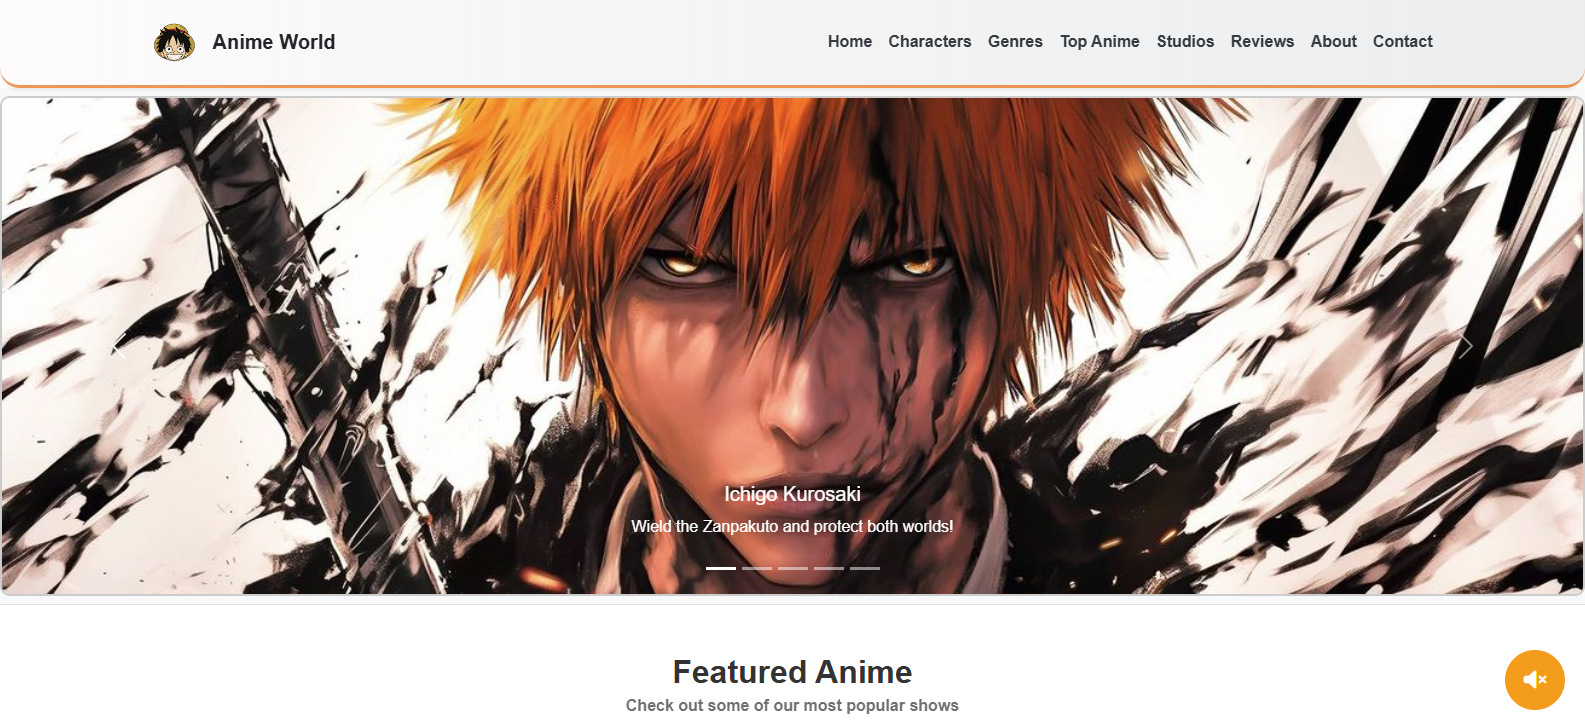 Anime World
Home Characters Genres Top Anime Studios Reviews About Contact
Ichigo Kurosaki
Wield the Zanpakuto and protect both worlds!
Featured Anime
Check out some of our most popular shows